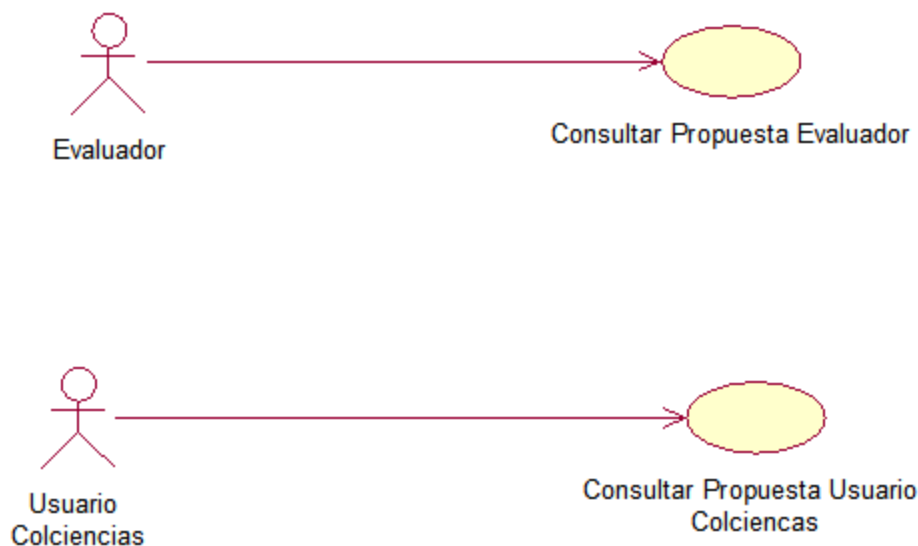 Evaluador
Consultar Propuesta Evaluador
Usuario
Colciencias
Consultar Propuesta Usuario
Colciencas